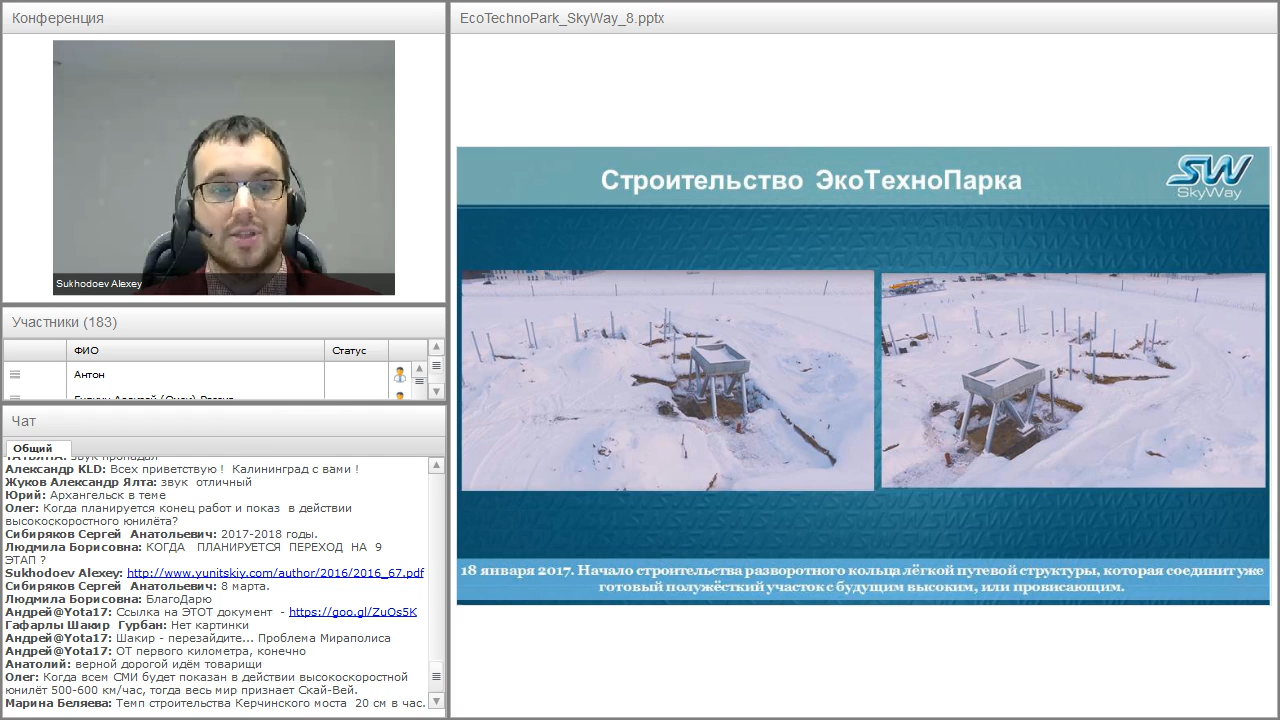 Конференция
Sukhodoev Alexey
Участники (183)
ФИО
Статус
Антон
Чат
Общий
звук пропадал
Александр KLD: Всех приветствую ! Калининград с вами !
Жуков Александр Ялта: звук отличный
Юрий: Архангельск в теме
Олег: Когда планируется конец работ и показ в действии
высокоскоростного юнилёта?
Сибиряков Сергей Анатольевич: 2017-2018 годы.
Людмила Борисовна: КОГДА ПЛАНИРУЕТСЯ ПЕРЕХОД НА 9
ЭТАП ?
Sukhodoev Alexey: http://www.yunitskiy.com/author/2016/2016_67.pdf
Сибиряков Сергей Анатольевич: 8 марта.
Людмила Борисовна: БлагоДарю
Андрей@Yota17: Ссылка на ЭТОТ документ - https://goo.gl/ZuOs5K
Гафарлы Шакир Гурбан: Нет картинки
Андрей@Yota17: Шакир - перезайдите... Проблема Мираполиса
Андрей@Yota17: ОТ первого километра, конечно
Анатолий: верной дорогой идём товарищи
Олег: Когда всем СМИ будет показан в действии высокоскоростной
юнилёт 500-600 км/час, тогда весь мир признает Скай-Вей.
Марина Беляева: Темп строительства Керчинского моста 20 см в час.
EcoTechnoPark_SkyWay_8.pptx
Строительство ЭкоТехноПарка
SW
SkyWay
18 января 2017. Начало строительства разворотного кольца лёгкой путевой структуры, которая соединит уже
готовый полужёсткий участок с будущим высоким, или провисающим.